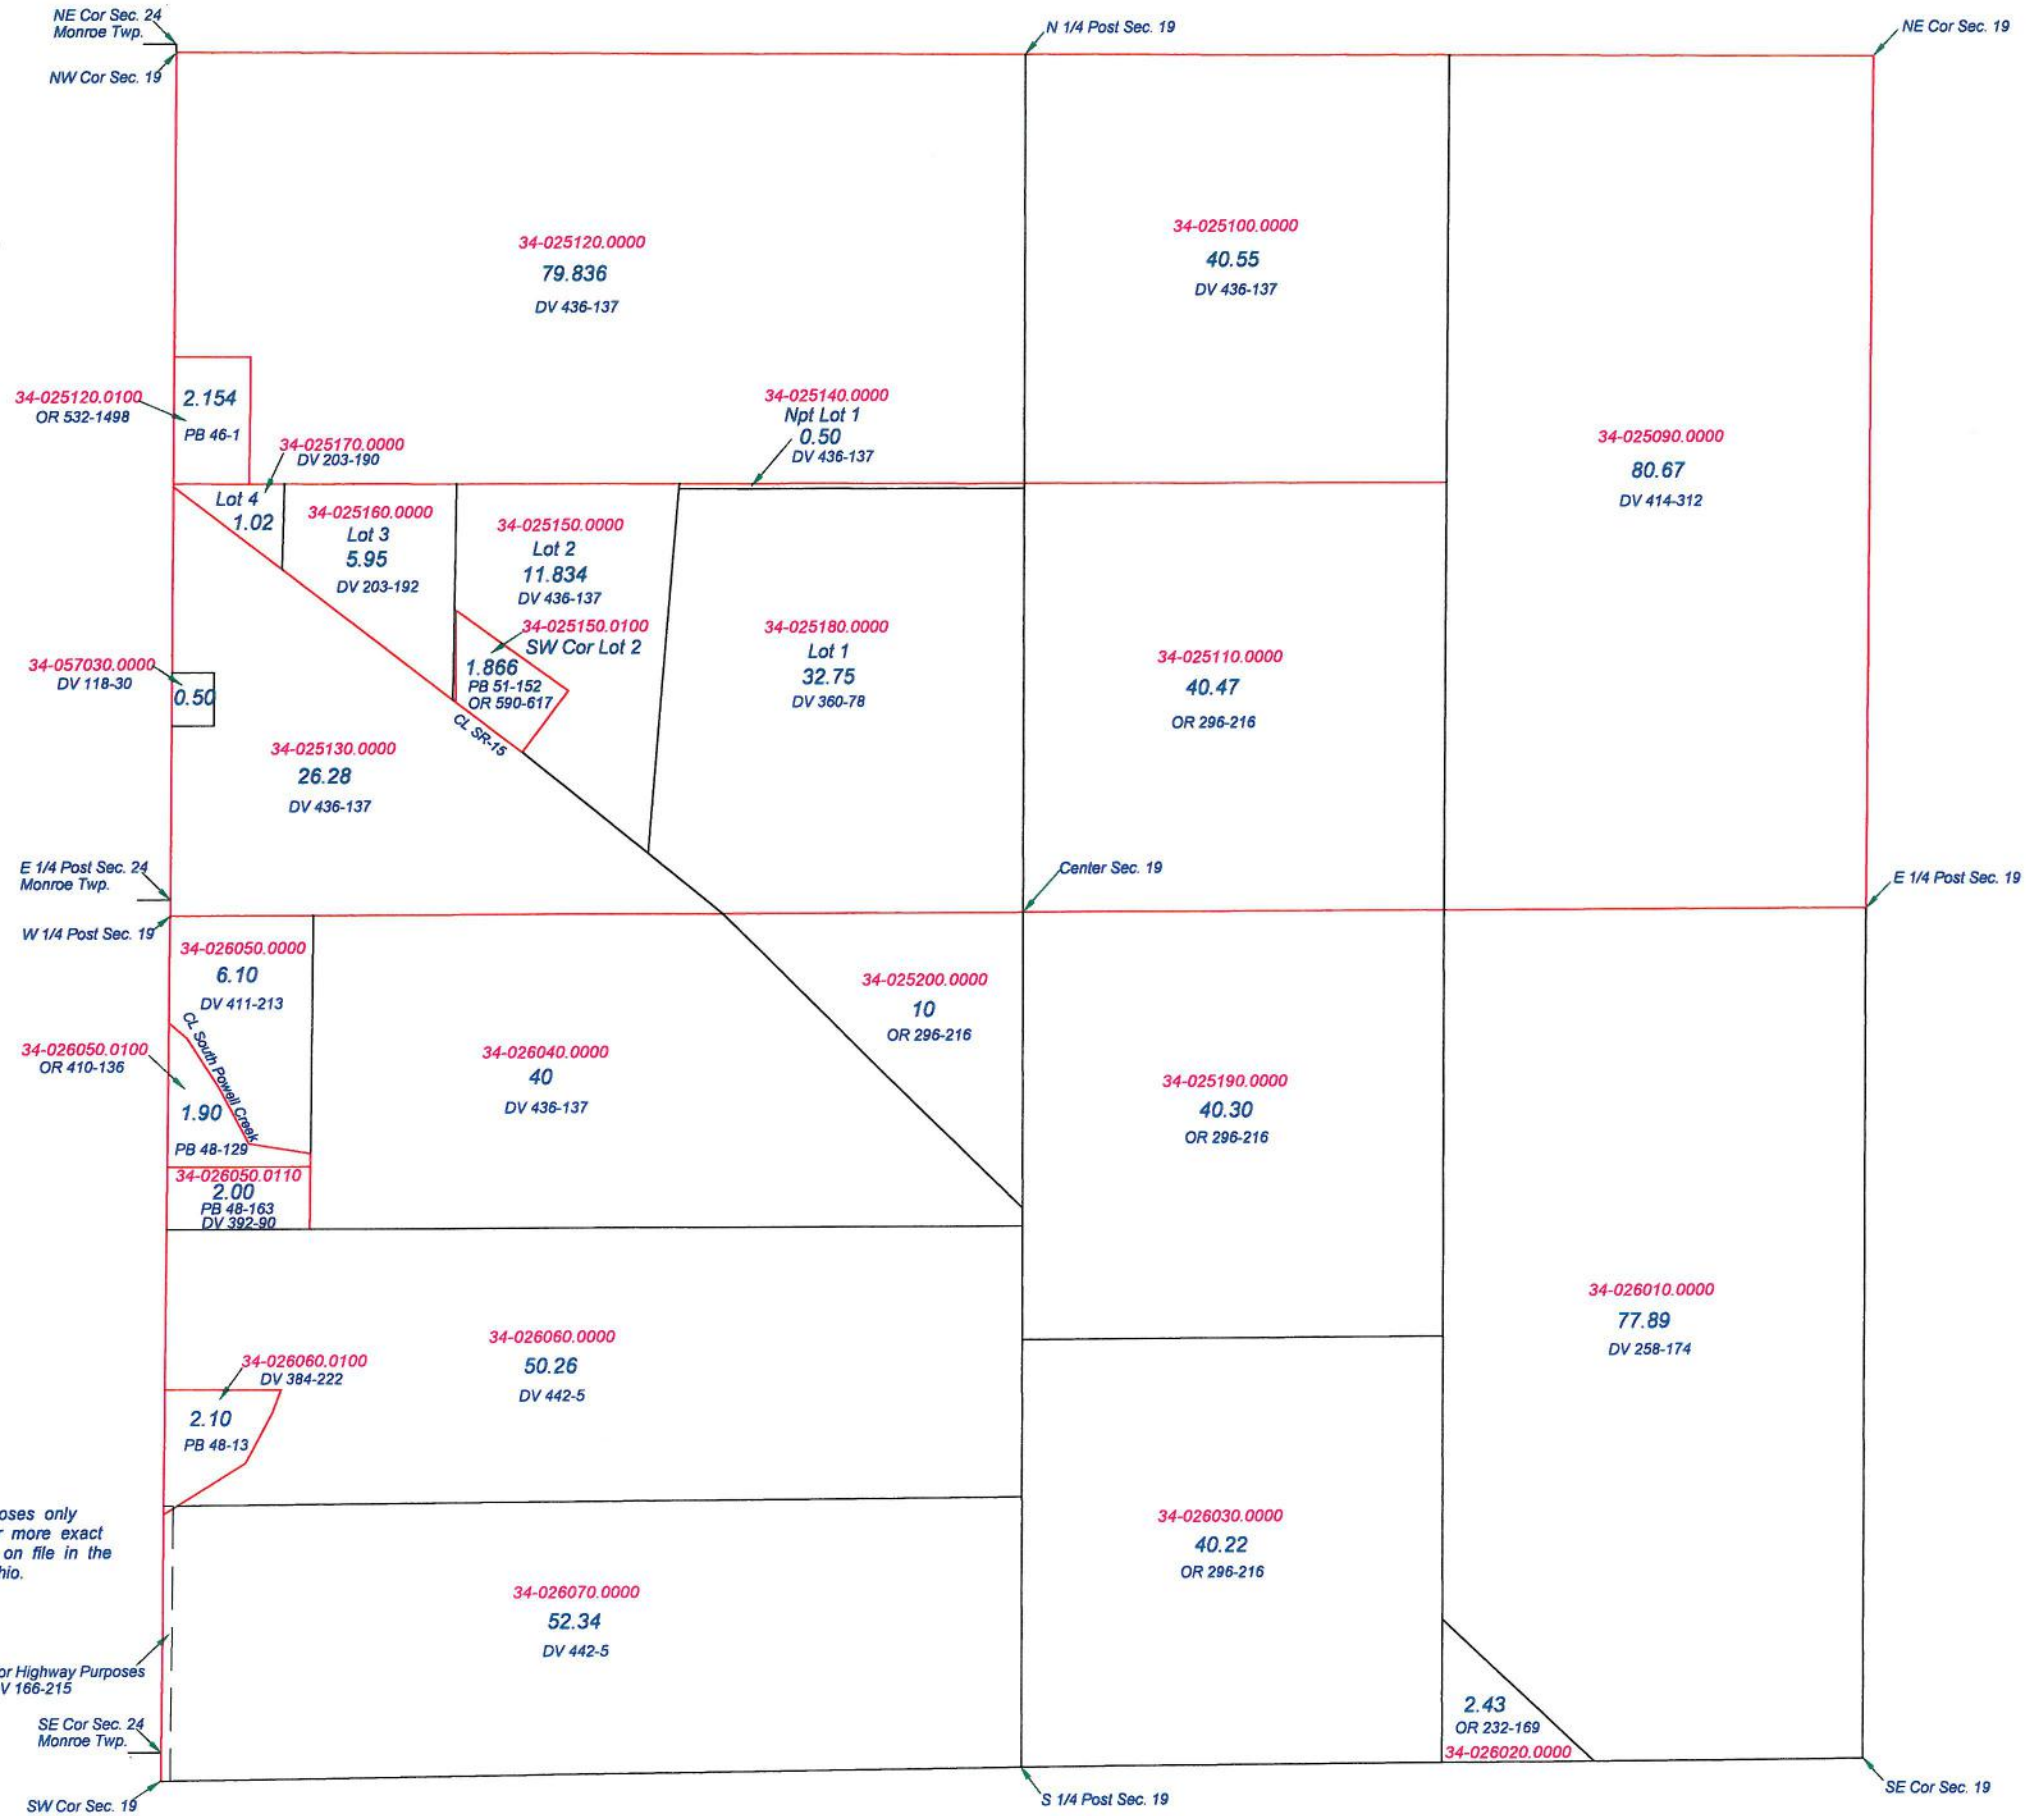 NE Cor Sec. 24
Monroe Twp.
NW Cor Sec. 19
N 1/4 Post Sec. 19
NE Cor Sec. 19
34-025120.0000
79.836
DV 436-137
34-025100.0000
40.55
DV 436-137
34-025120.0100
OR 532-1498
2.154
PB 46-1
34-025170.0000
DV 203-190
34-025140.0000
Npt Lot 1
0.50
DV 436-137
34-025090.0000
80.67
DV 414-312
Lot 4
1.02
34-025160.0000
Lot 3
5.95
DV 203-192
34-025150.0000
Lot 2
11.834
DV 436-137
34-025150.0100
SW Cor Lot 2
1.866
PB 51-152
OR 590-617
CL SR-15
34-025180.0000
Lot 1
32.75
DV 360-78
34-025110.0000
40.47
OR 296-216
34-057030.0000
DV 118-30
0.50
34-025130.0000
26.28
DV 436-137
E 1/4 Post Sec. 24
Monroe Twp.
W 1/4 Post Sec. 19
Center Sec. 19
E 1/4 Post Sec. 19
34-026050.0000
6.10
DV 411-213
CL South Powell Creek
34-026050.0100
OR 410-136
1.90
PB 48-129
34-026050.0110
2.00
PB 48-163
DV 392-90
34-026040.0000
40
DV 436-137
34-025200.0000
10
OR 296-216
34-025190.0000
40.30
OR 296-216
34-026010.0000
77.89
DV 258-174
34-026060.0000
50.26
DV 442-5
34-026060.0100
DV 384-222
2.10
PB 48-13
only
more exact
on file in the
34-026030.0000
40.22
OR 296-216
34-026070.0000
52.34
DV 442-5
Highway Purposes
166-215
SE Cor Sec. 24
Monroe Twp.
SW Cor Sec. 19
S 1/4 Post Sec. 19
2.43
OR 232-169
34-026020.0000
SE Cor Sec. 19